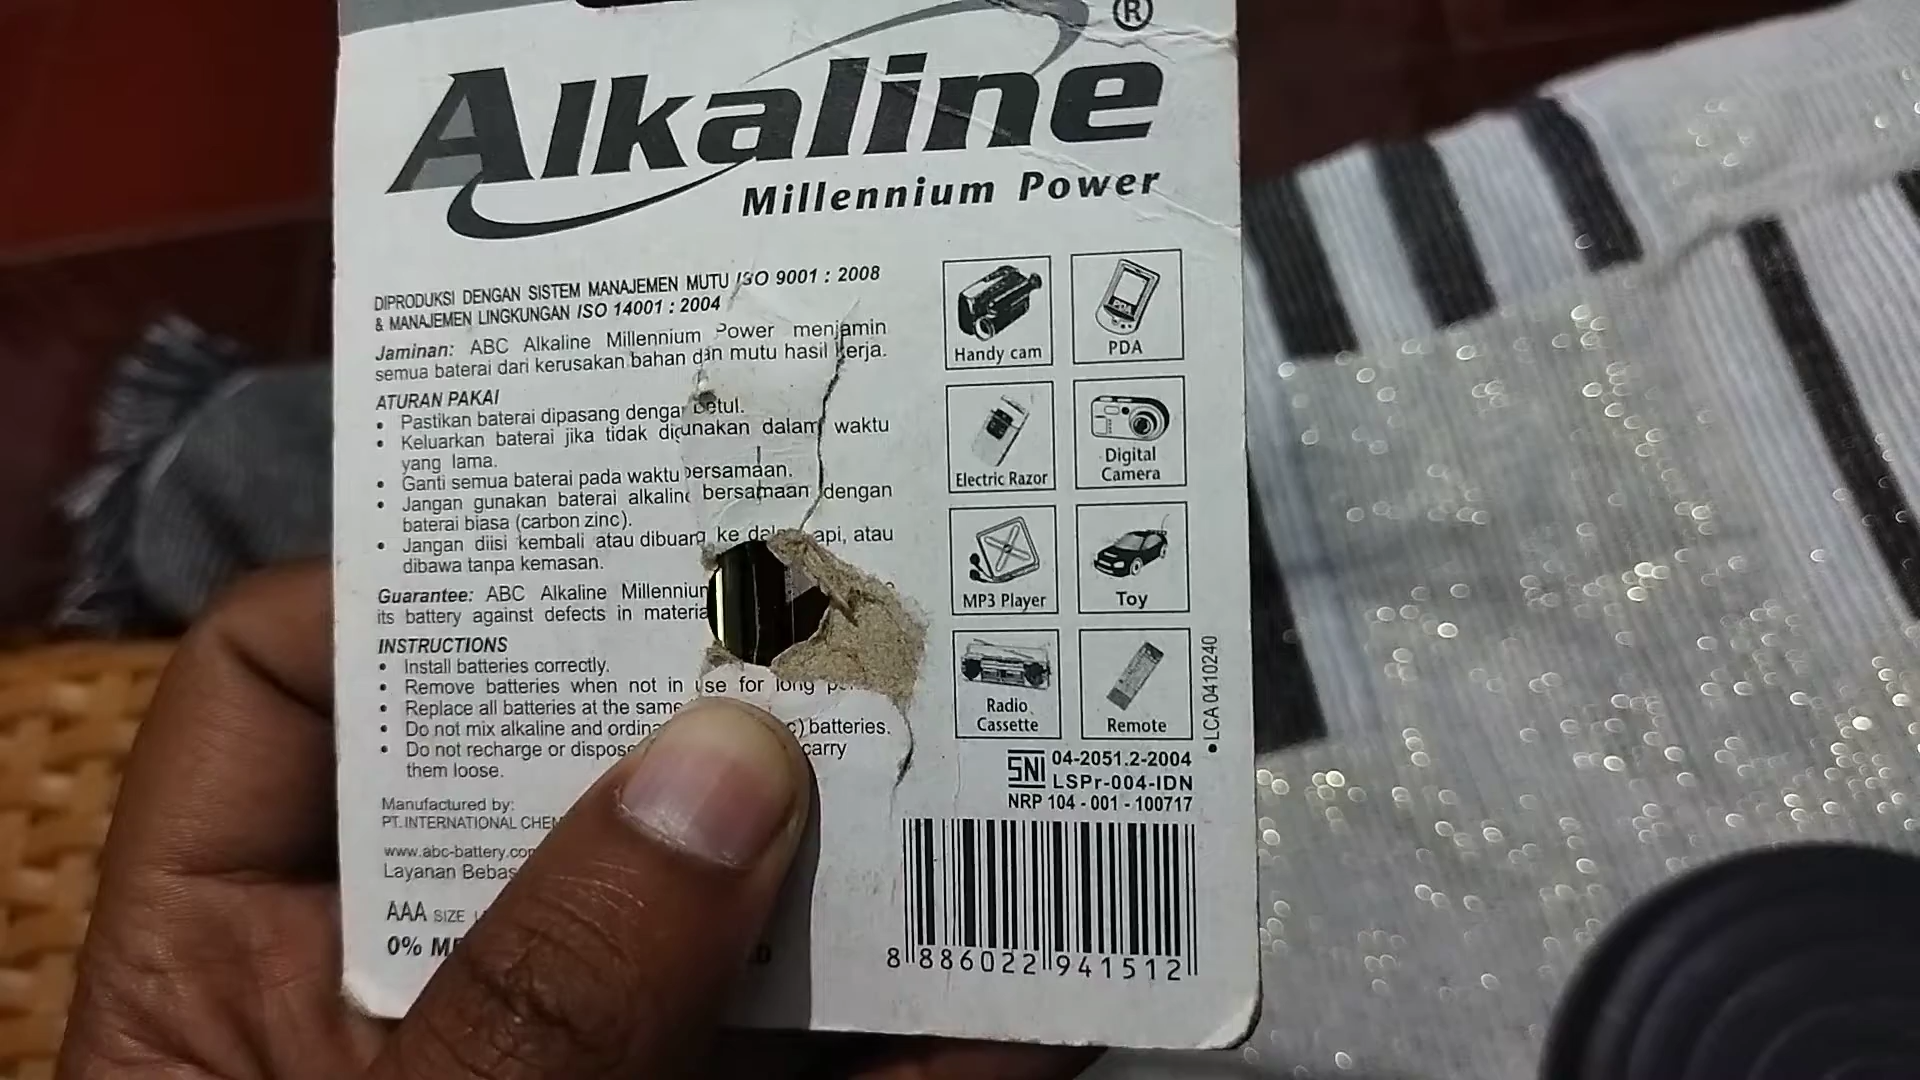 Alkaline ®
Millennium Power
DIPRODUKSI DENGAN SISTEM MANAJEMEN MUTU ISO 9001 : 2008
& MANAJEMEN LINGKUNGAN ISO 14001 : 2004
Jaminan: ABC Alkaline Millennium Power menjamin
semua baterai dari kerusakan bahan dan mutu hasil kerja.
ATURAN PAKAI
• Pastikan baterai dipasang dengan betul.
• Keluarkan baterai jika tidak digunakan dalam waktu
yang lama.
• Ganti semua baterai pada waktu bersamaan.
• Jangan gunakan baterai alkaline bersamaan dengan
baterai biasa (carbon zinc).
• Jangan diisi kembali atau dibuang ke api, atau
dibawa tanpa kemasan.
Guarantee: ABC Alkaline
its battery against defects in
INSTRUCTIONS
• Install batteries correctly.
• Remove batteries when not in use for long
• Replace all batteries at the same
• Do not mix alkaline and batteries.
• Do not recharge or carry
them loose.
Manufactured by:
PT. INTERNATIONAL
www.abc-battery
Layanan Bebas
AAA SIZE
0%
Handy cam
PDA
Electric Razor
Digital
Camera
MP3 Player
Toy
Radio
Cassette
Remote
LCA 0410240
SNI 04-2051.2-2004
LSPr-004-IDN
NRP 104 - 001 - 100717
8 886022 941512